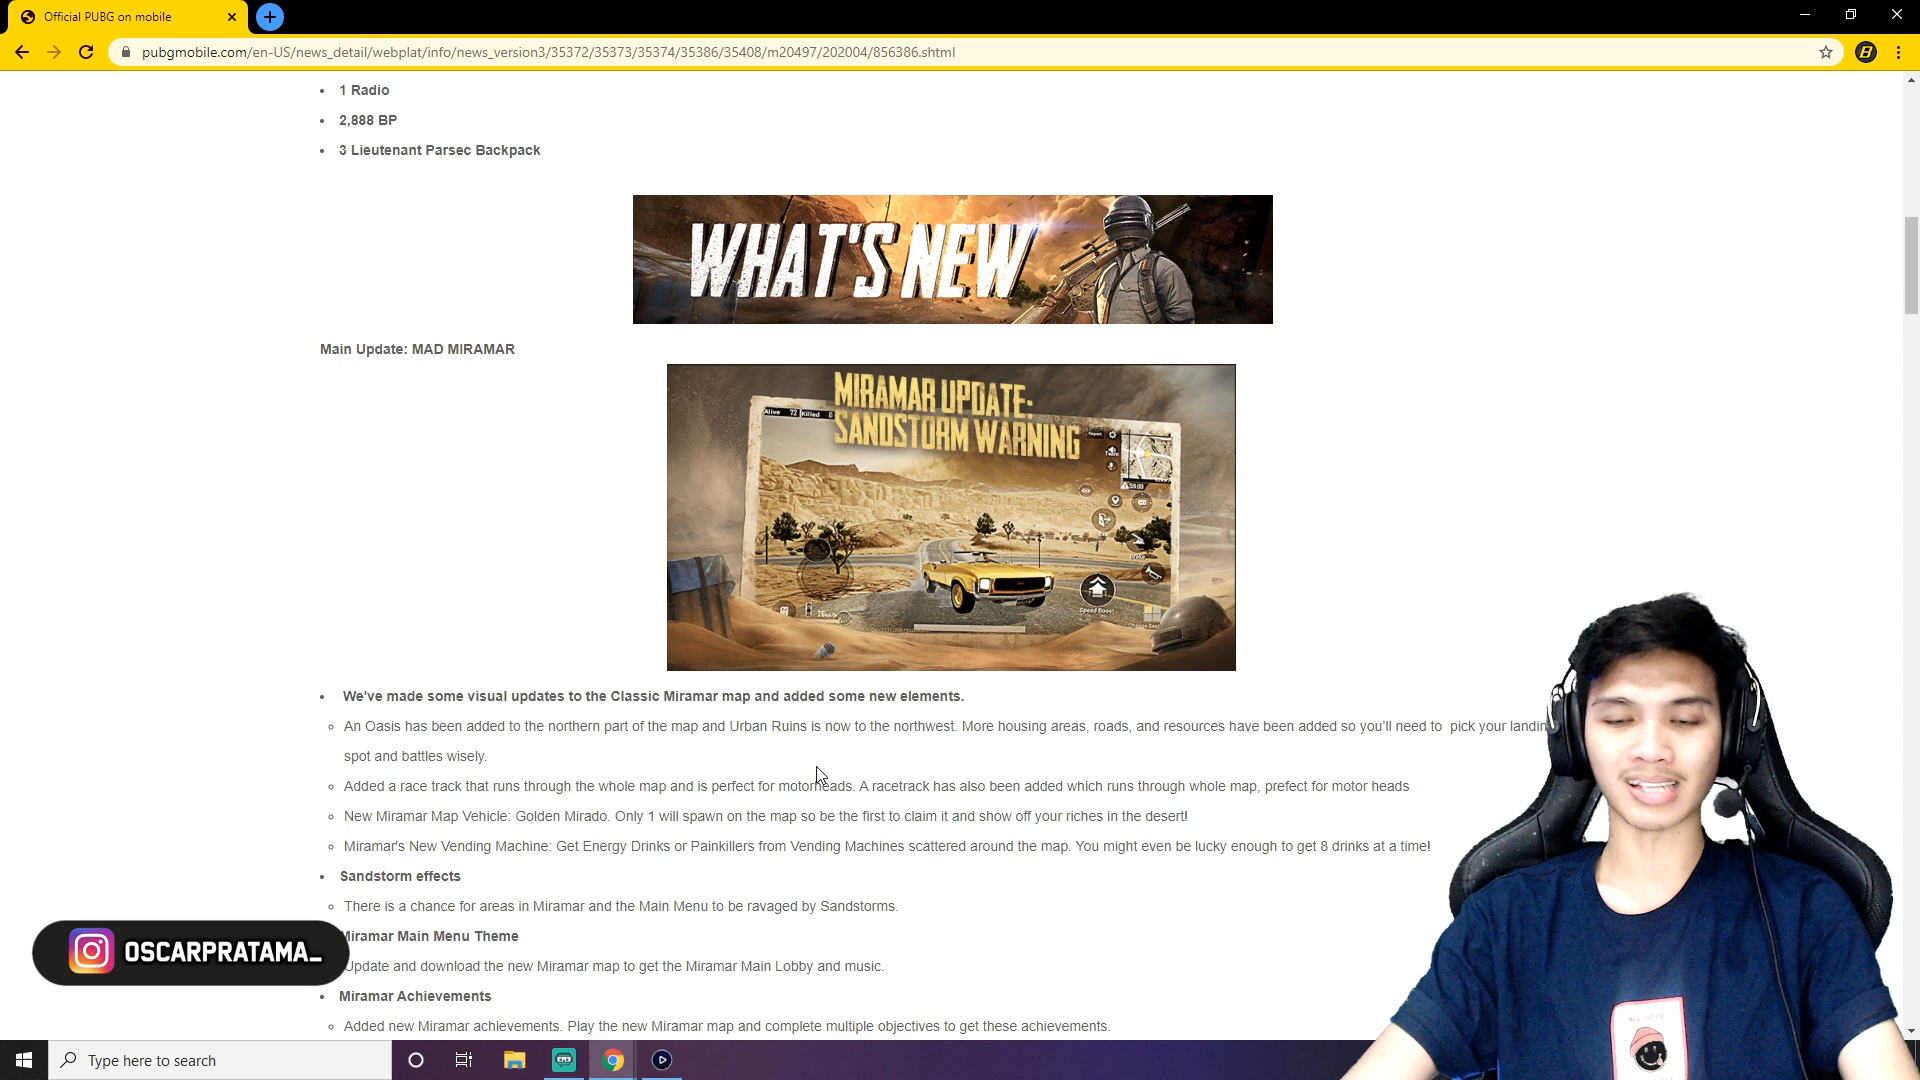 Official PUBG on mobile
pubgmobile.com/en-US/news_detail/webplat/info/news_version3/35372/35373/35374/35386/35408/m20497/202004/856386.shtml
1 Radio
2,888 BP
3 Lieutenant Parsec Backpack
WHAT'S NEW
Main Update: MAD MIRAMAR
MIRAMAR UPDATE:
SANDSTORM WARNING
Alive 72 Killed 0
Speed Boost
We've made some visual updates to the Classic Miramar map and added some new elements.
An Oasis has been added to the northern part of the map and Urban Ruins is now to the northwest. More housing areas, roads, and resources have been added so you'll need to pick your landin
spot and battles wisely.
Added a race track that runs through the whole map and is perfect for motorheads. A racetrack has also been added which runs through whole map, prefect for motor heads
New Miramar Map Vehicle: Golden Mirado. Only 1 will spawn on the map so be the first to claim it and show off your riches in the desert!
Miramar's New Vending Machine: Get Energy Drinks or Painkillers from Vending Machines scattered around the map. You might even be lucky enough to get 8 drinks at a time!
Sandstorm effects
There is a chance for areas in Miramar and the Main Menu to be ravaged by Sandstorms.
Miramar Main Menu Theme
Update and download the new Miramar map to get the Miramar Main Lobby and music.
OSCARPRATAMA_
Miramar Achievements
Added new Miramar achievements. Play the new Miramar map and complete multiple objectives to get these achievements.
Type here to search